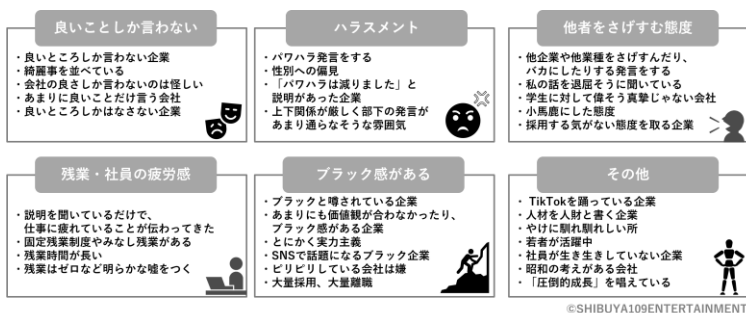 良いことしか言わない
・良いところしか言わない企業
・綺麗事を並べている
・会社の良さしか言わないのは怪しい
・あまりに良いことだけ言う会社
・良いところしかはなさない企業
ハラスメント
・パワハラ発言をする
・性別への偏見
・「パワハラは減りました」と
説明があった企業
・上下関係が厳しく部下の発言が
あまり通らなそうな雰囲気
他者をさげすむ態度
・他企業や他業種をさげすんだり、
バカにしたりする発言をする
・私の話を退屈そうに聞いている
・学生に対して偉そう真摯じゃない会社
・小馬鹿にした態度
・採用する気がない態度を取る企業
残業・社員の疲労感
・説明を聞いているだけで、
仕事に疲れていることが伝わってきた
・固定残業制度やみなし残業がある
・残業時間が長い
・残業はゼロなど明らかな嘘をつく
ブラック感がある
・ブラックと噂されている企業
・あまりにも価値観が合わなかったり、
ブラック感がある企業
・とにかく実力主義
・SNSで話題になるブラック企業
・ピリピリしている会社は嫌
・大量採用、大量離職
その他
・TikTokを踊っている企業
・人材を人財と書く企業
・やけに馴れ馴れしい所
・若者が活躍中
・社員が生き生きしていない企業
・昭和の考えがある会社
・「圧倒的成長」を唱えている
©SHIBUYA109ENTERTAINMENT